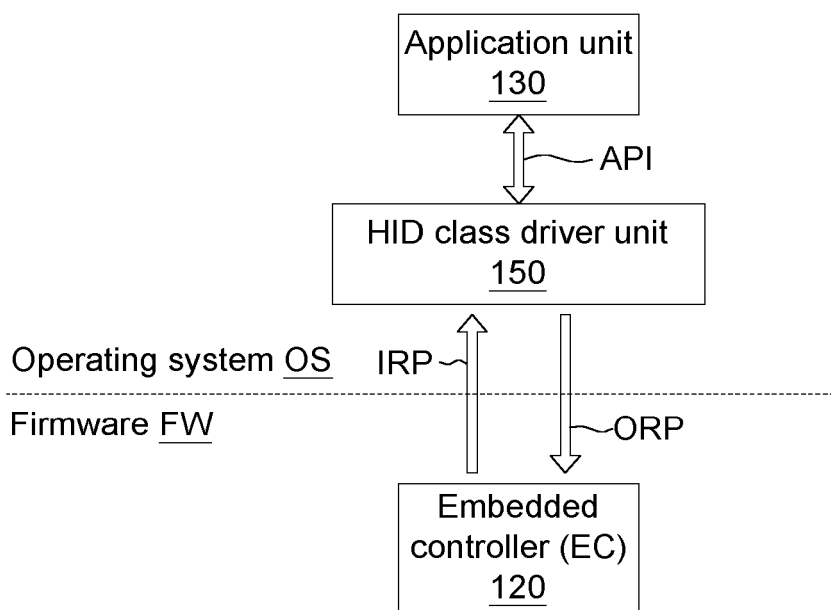 Application unit
130
API
HID class driver unit
150
Operating system OS
IRP
Firmware FW
ORP
Embedded
controller (EC)
120